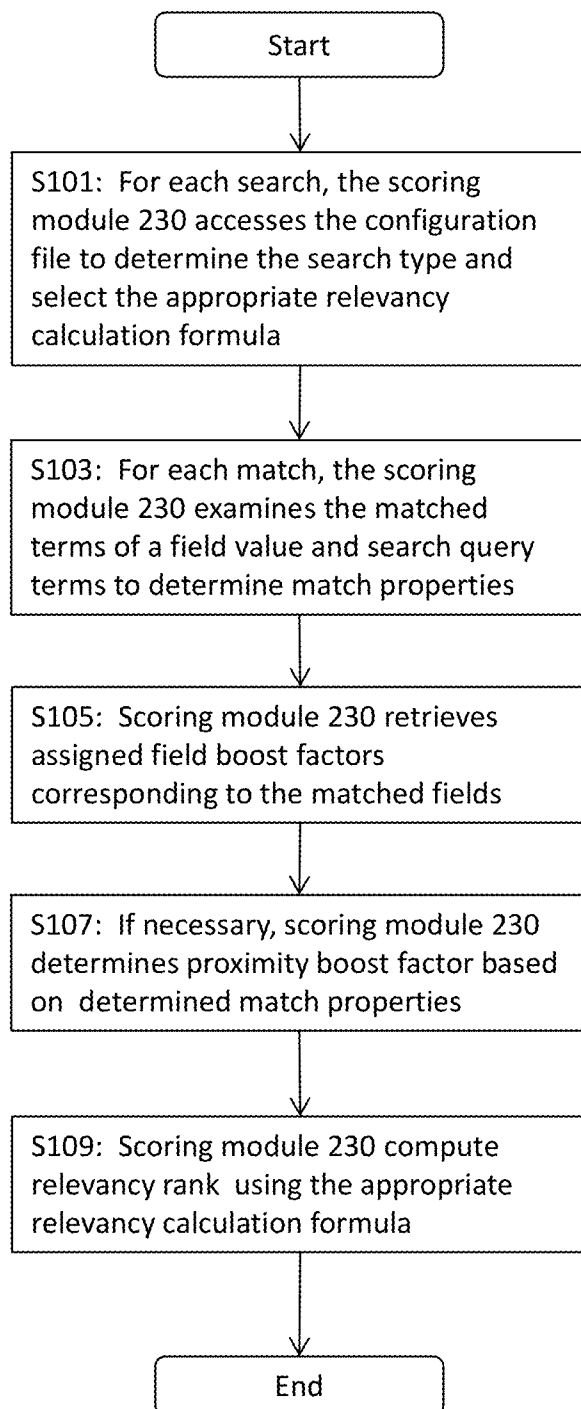 Start
S101: For each search, the scoring
module 230 accesses the configuration
file to determine the search type and
select the appropriate relevancy
calculation formula
S103: For each match, the scoring
module 230 examines the matched
terms of a field value and search query
terms to determine match properties
S105: Scoring module 230 retrieves
assigned field boost factors
corresponding to the matched fields
S107: If necessary, scoring module 230
determines proximity boost factor based
on determined match properties
S109: Scoring module 230 compute
relevancy rank using the appropriate
relevancy calculation formula
End